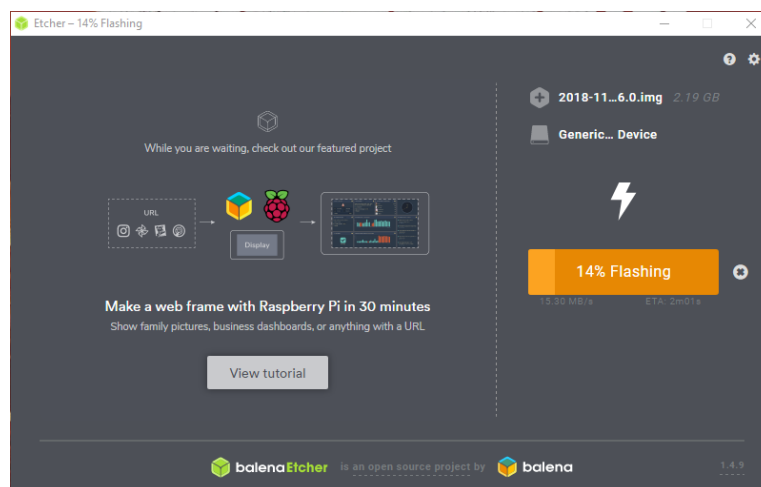 Etcher – 14% Flashing
While you are waiting, check out our featured project
URL
Display
Make a web frame with Raspberry Pi in 30 minutes
Show family pictures, business dashboards, or anything with a URL
View tutorial
2018-11...6.0.img 2.19 GB
Generic... Device
14% Flashing
15.30 MB/s ETA: 2m01s
balenaEtcher is an open source project by balena
1.4.9